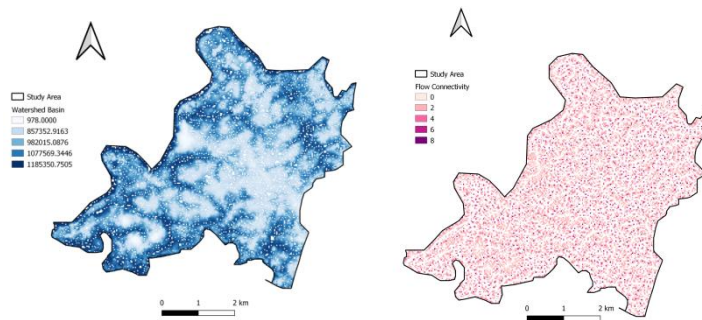 Study Area
Watershed Basin
978.0000
857352.9163
982015.0876
1077569.3446
1185350.7505
0 1 2 km
Study Area
Flow Connectivity
0
2
4
6
8
0 1 2 km